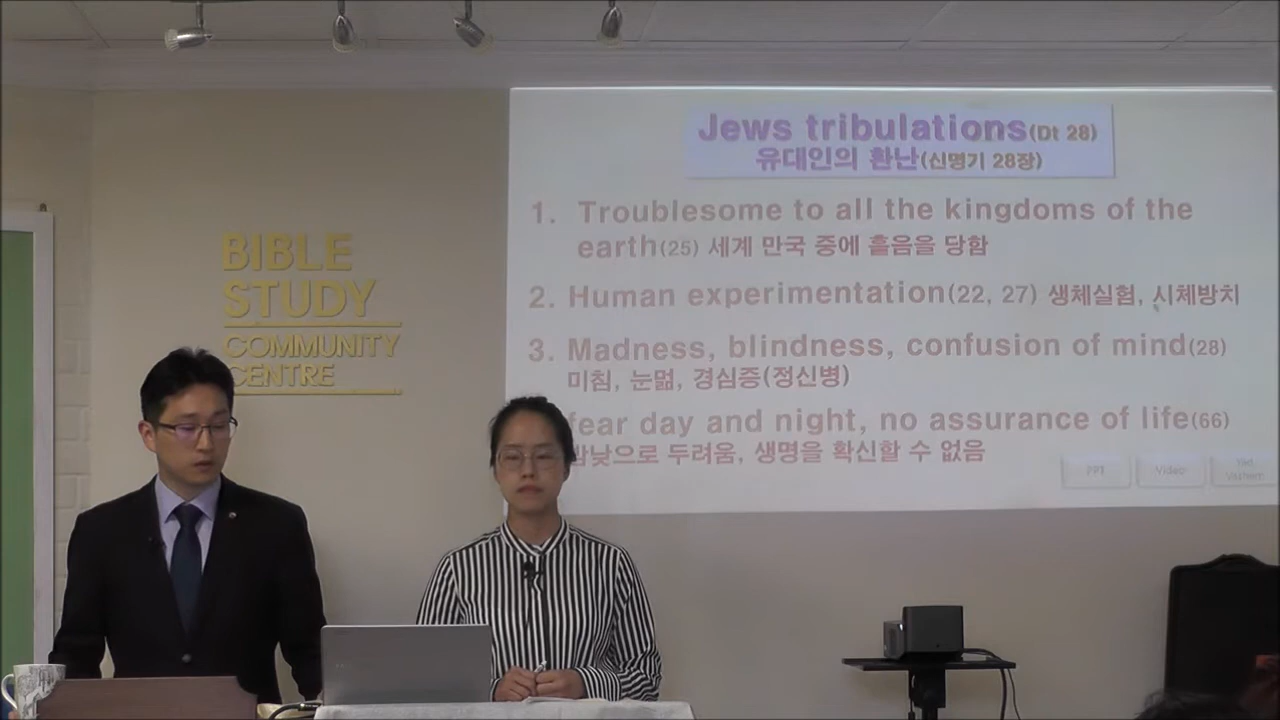 BIBLE
STUDY
COMMUNITY
CENTRE
Jews tribulations(Dt 28)
유대인의 환난(신명기 28장)
1. Troublesome to all the kingdoms of the
earth(25) 세계 만국 중에 흩음을 당함
2. Human experimentation(22, 27) 생체실험, 시체방치
3. Madness, blindness, confusion of mind(28)
미침, 눈멂, 경심증(정신병)
fear day and night, no assurance of life(66)
밤낮으로 두려움, 생명을 확신할 수 없음
PPT
Video
Yad
Vashem